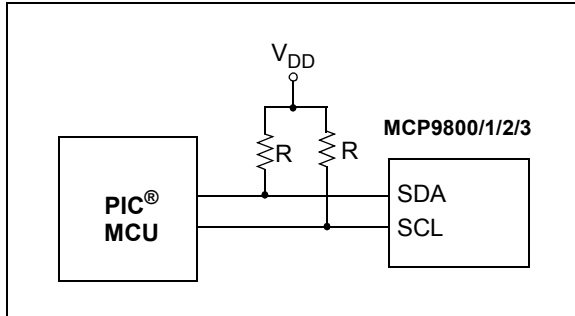 VDD
R
R
MCP9800/1/2/3
PIC®
MCU
SDA
SCL